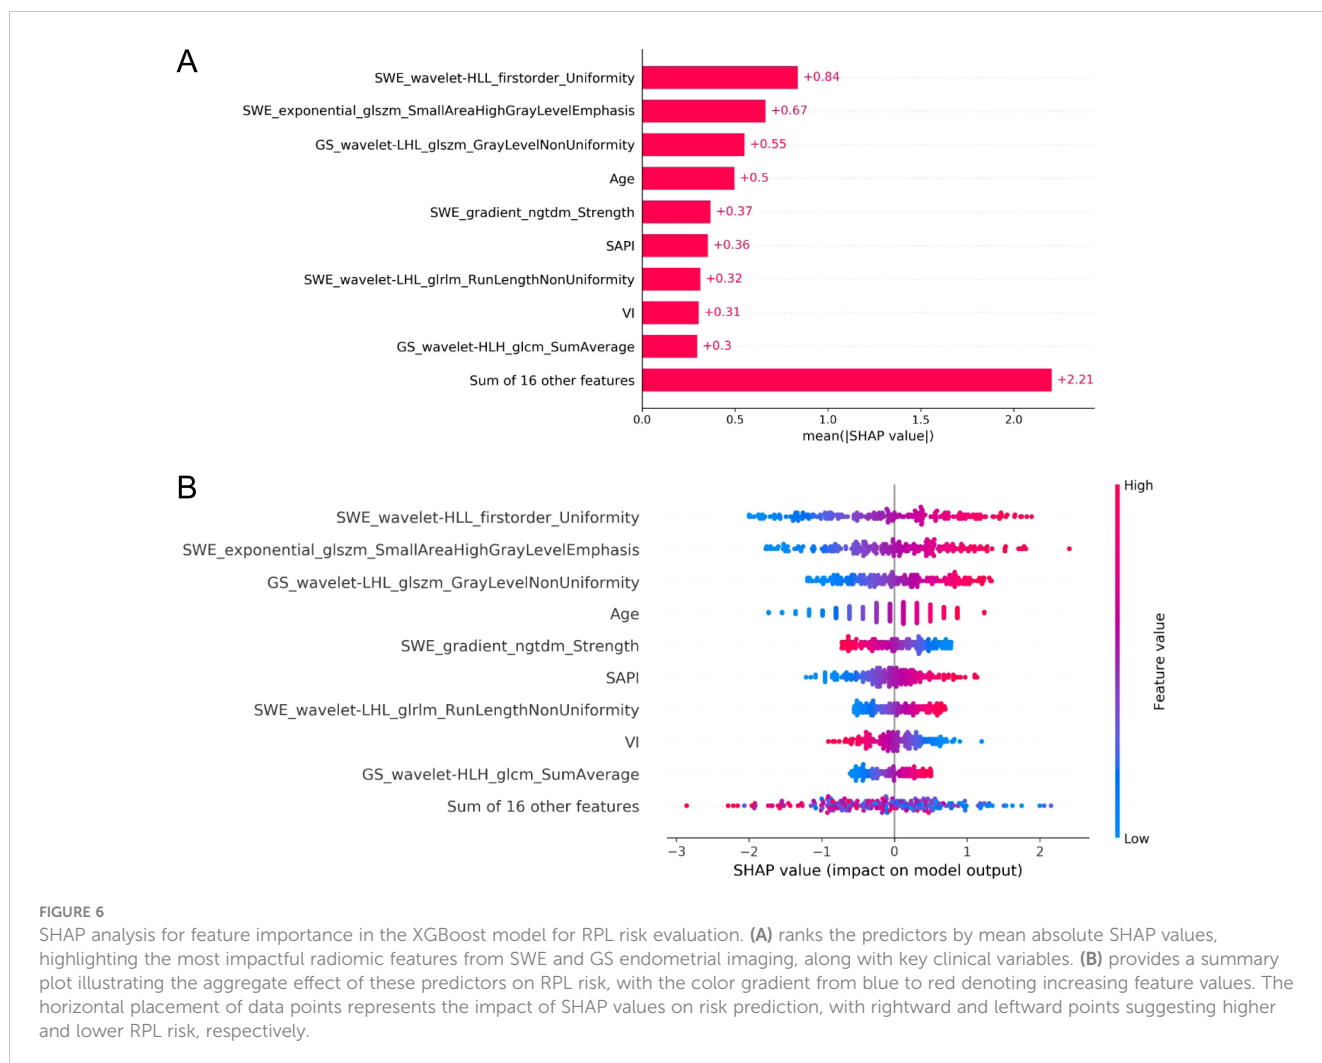 A
SWE_wavelet-HLL_firstorder_Uniformity
+0.84
SWE_exponential_glszm_SmallAreaHighGrayLevelEmphasis
+0.67
GS_wavelet-LHL_glszm_GrayLevelNonUniformity
+0.55
Age
+0.5
SWE_gradient_ngtdm_Strength
+0.37
SAPI
+0.36
SWE_wavelet-LHL_glrlm_RunLengthNonUniformity
+0.32
VI
+0.31
GS_wavelet-HLH_glcm_SumAverage
+0.3
Sum of 16 other features
+2.21
0.0 0.5 1.0 1.5 2.0
mean(|SHAP value|)
B
High
SWE_wavelet-HLL_firstorder_Uniformity
SWE_exponential_glszm_SmallAreaHighGrayLevelEmphasis
GS_wavelet-LHL_glszm_GrayLevelNonUniformity
Age
SWE_gradient_ngtdm_Strength
SAPI
SWE_wavelet-LHL_glrlm_RunLengthNonUniformity
VI
GS_wavelet-HLH_glcm_SumAverage
Sum of 16 other features
Feature value
Low
−3 −2 −1 0 1 2
SHAP value (impact on model output)
FIGURE 6
SHAP analysis for feature importance in the XGBoost model for RPL risk evaluation. (A) ranks the predictors by mean absolute SHAP values,
highlighting the most impactful radiomic features from SWE and GS endometrial imaging, along with key clinical variables. (B) provides a summary
plot illustrating the aggregate effect of these predictors on RPL risk, with the color gradient from blue to red denoting increasing feature values. The
horizontal placement of data points represents the impact of SHAP values on risk prediction, with rightward and leftward points suggesting higher
and lower RPL risk, respectively.